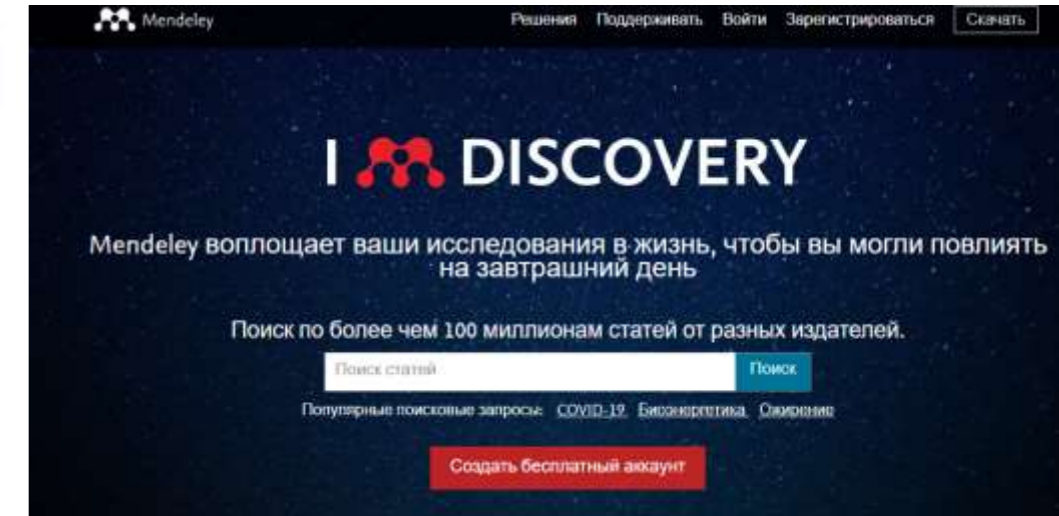 Mendeley
Решения Поддерживать Войти Зарегистрироваться Скачать
I DISCOVERY
Mendeley воплощает ваши исследования в жизнь, чтобы вы могли повлиять
на завтрашний день
Поиск по более чем 100 миллионам статей от разных издателей.
Поиск статей Поиск
Популярные поисковые запросы: COVID-19 Биоэнергетика Ожирение
Создать бесплатный аккаунт